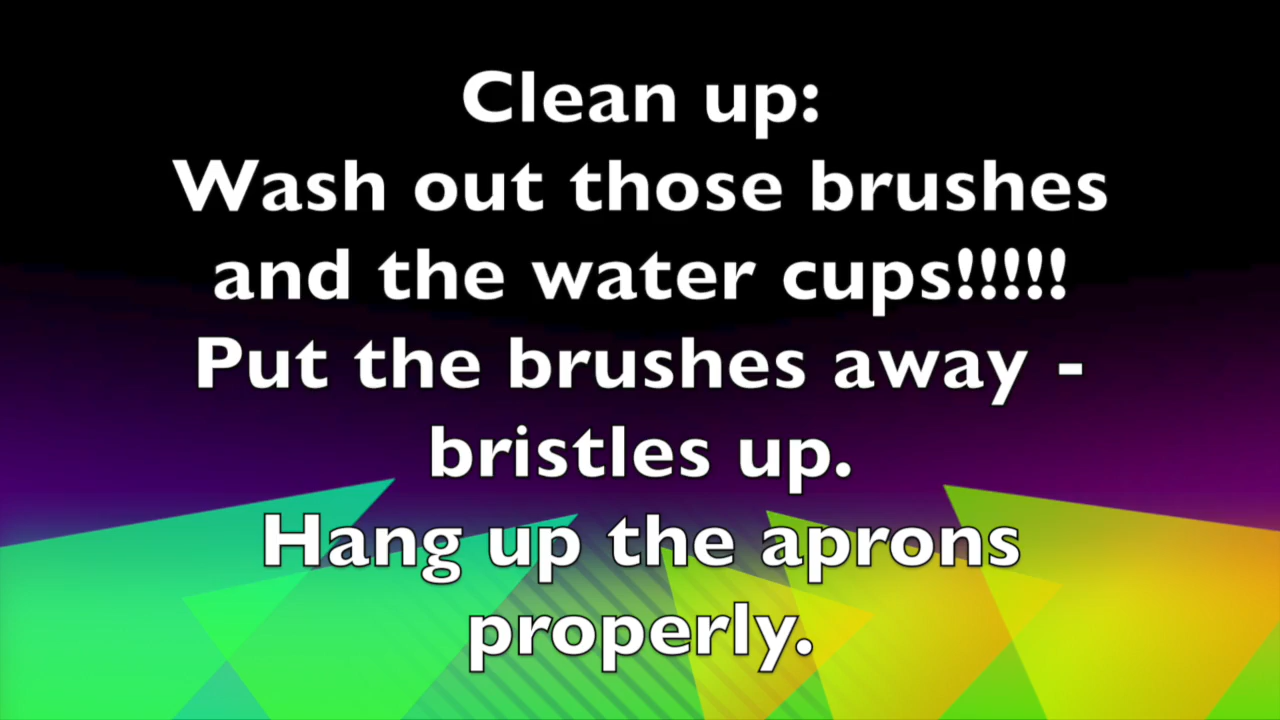 Clean up:
Wash out those brushes
and the water cups!!!!!
Put the brushes away -
bristles up.
Hang up the aprons
properly.